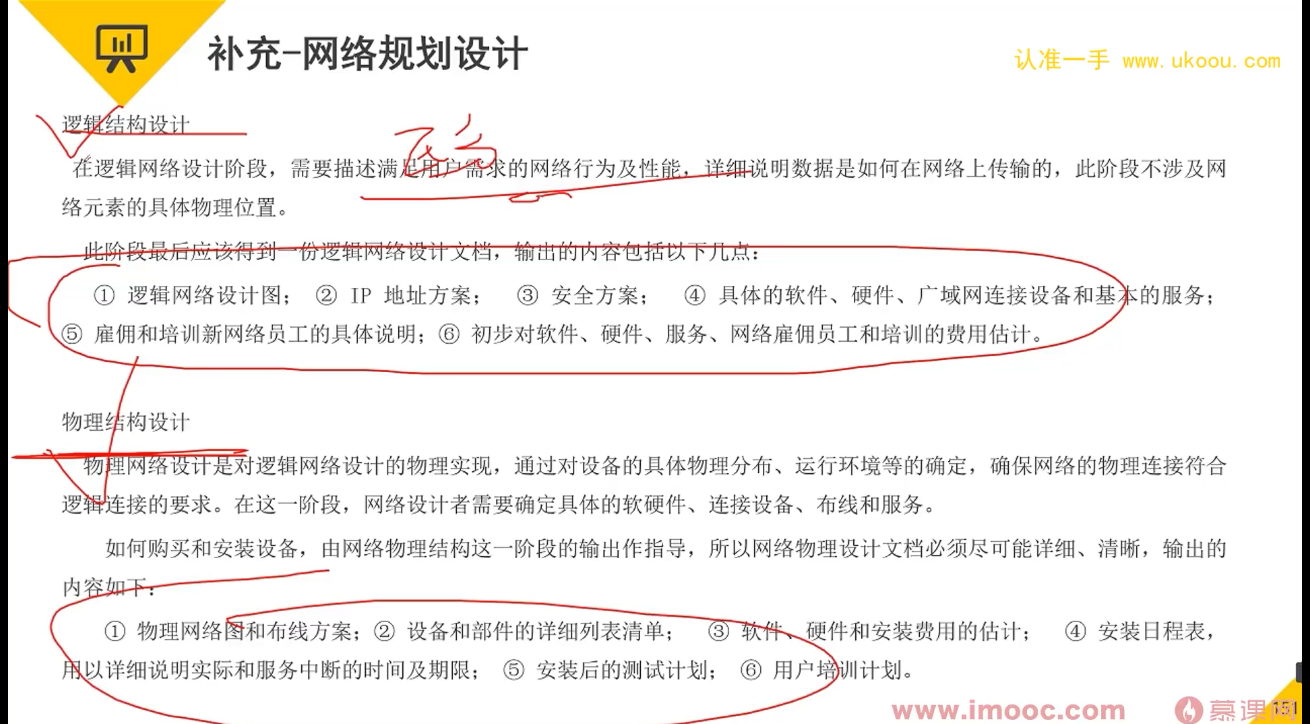 补充-网络规划设计
认准一手 www.ukoou.com
逻辑结构设计
在逻辑网络设计阶段，需要描述满足用户需求的网络行为及性能，详细说明数据是如何在网络上传输的，此阶段不涉及网
络元素的具体物理位置。
此阶段最后应该得到一份逻辑网络设计文档，输出的内容包括以下几点：
① 逻辑网络设计图； ② IP 地址方案； ③ 安全方案； ④ 具体的软件、硬件、广域网连接设备和基本的服务；
⑤ 雇佣和培训新网络员工的具体说明；⑥ 初步对软件、硬件、服务、网络雇佣员工和培训的费用估计。
物理结构设计
物理网络设计是对逻辑网络设计的物理实现，通过对设备的具体物理分布、运行环境等的确定，确保网络的物理连接符合
逻辑连接的要求。在这一阶段，网络设计者需要确定具体的软硬件、连接设备、布线和服务。
如何购买和安装设备，由网络物理结构这一阶段的输出作指导，所以网络物理设计文档必须尽可能详细、清晰，输出的
内容如下：
① 物理网络图和布线方案；② 设备和部件的详细列表清单； ③ 软件、硬件和安装费用的估计； ④ 安装日程表，
用以详细说明实际和服务中断的时间及期限； ⑤ 安装后的测试计划； ⑥ 用户培训计划。
www.imooc.com 慕课网